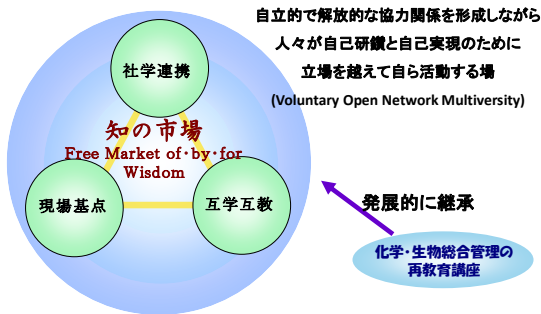 自立的で解放的な協力関係を形成しながら
人々が自己研鑽と自己実現のために
立場を越えて自ら活動する場
(Voluntary Open Network Multiversity)
社学連携
知の市場
Free Market of・by・for
Wisdom
現場基点
互学互教
発展的に継承
化学・生物総合管理の
再教育講座